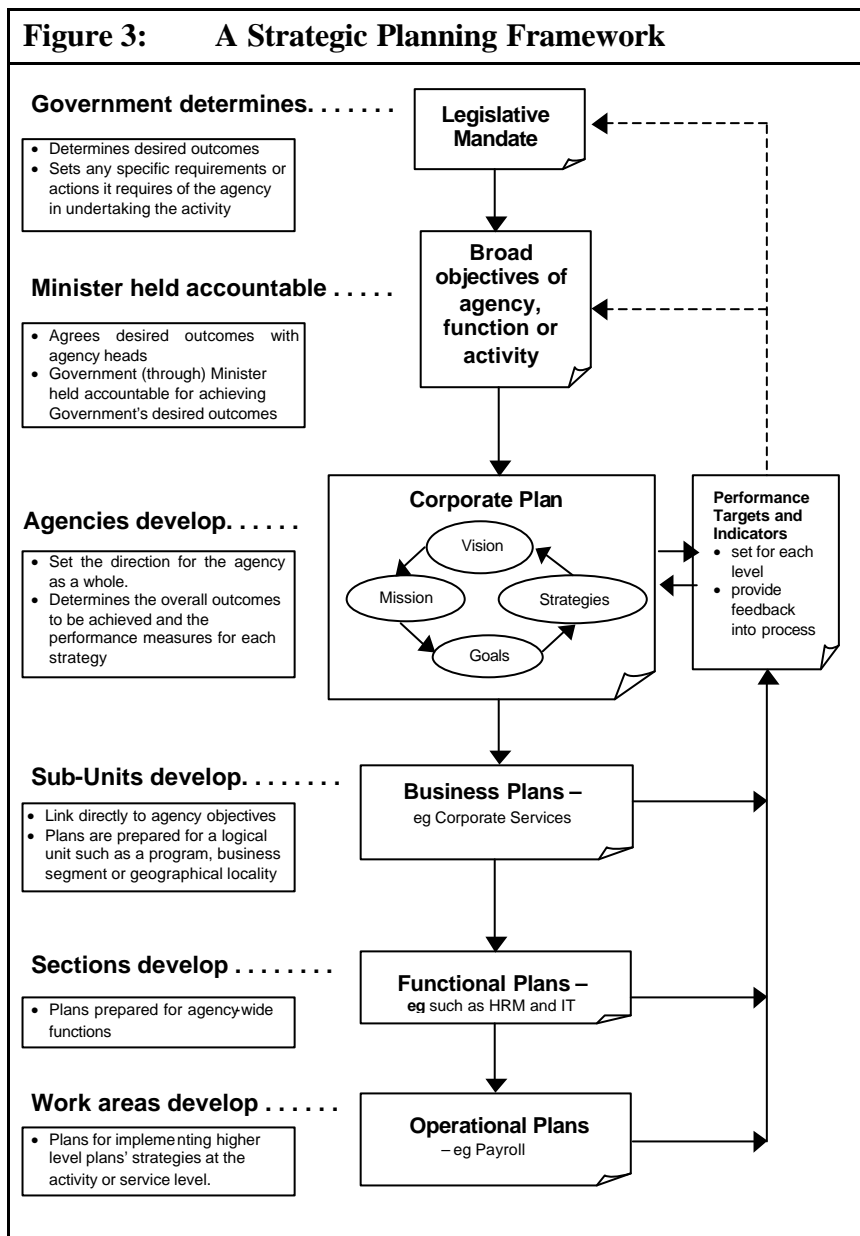 Figure 3: A Strategic Planning Framework
Government determines. . . . . . .
• Determines desired outcomes
• Sets any specific requirements or
actions it requires of the agency
in undertaking the activity
Legislative
Mandate
Minister held accountable . . . . .
• Agrees desired outcomes with
agency heads
• Government (through) Minister
held accountable for achieving
Government's desired outcomes
Broad
objectives of
agency,
function or
activity
Agencies develop. . . . . .
• Set the direction for the agency
as a whole.
• Determines the overall outcomes
to be achieved and the
performance measures for each
strategy
Corporate Plan
Vision
Mission
Strategies
Goals
Performance
Targets and
Indicators
• set for each
level
• provide
feedback
into process
Sub-Units develop. . . . . . . .
• Link directly to agency objectives
• Plans are prepared for a logical
unit such as a program, business
segment or geographical locality
Business Plans –
eg Corporate Services
Sections develop . . . . . . . .
• Plans prepared for agency-wide
functions
Functional Plans –
eg such as HRM and IT
Work areas develop . . . . . .
• Plans for implementing higher
level plans' strategies at the
activity or service level.
Operational Plans
– eg Payroll